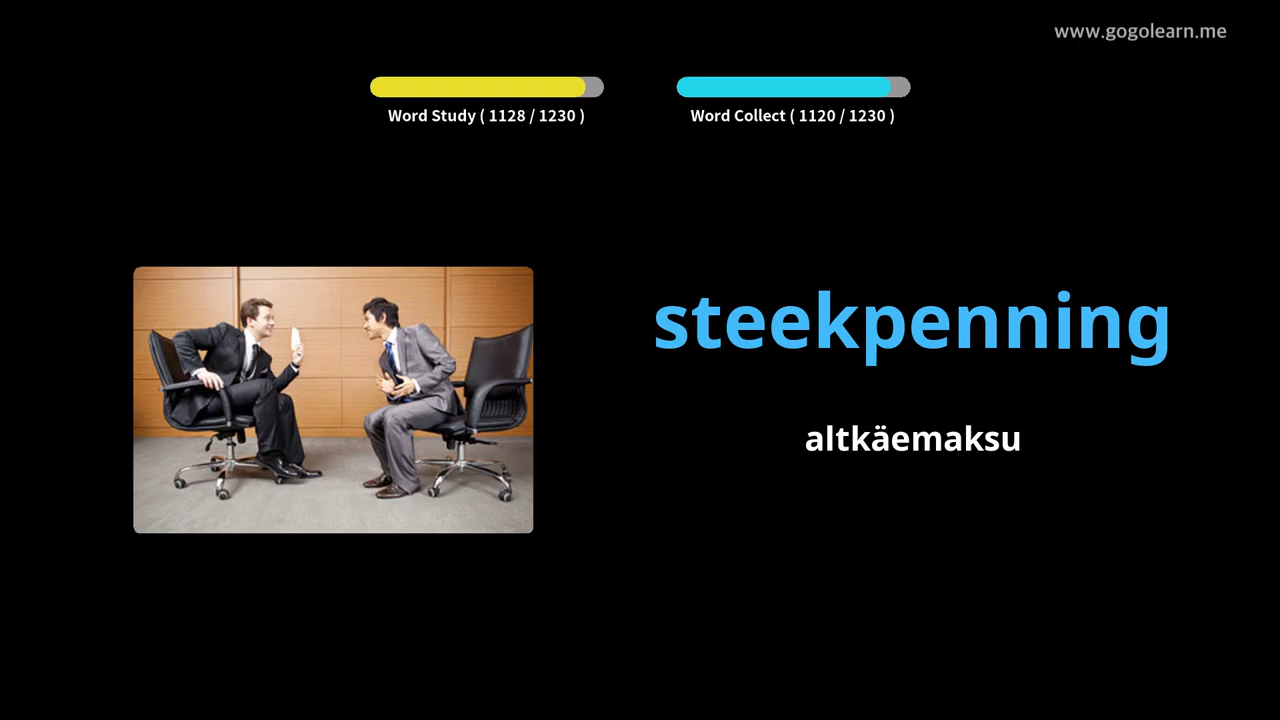 www.gogolearn.me
Word Study ( 1128 / 1230 )
Word Collect ( 1120 / 1230 )
steekpenning
altkäemaksu